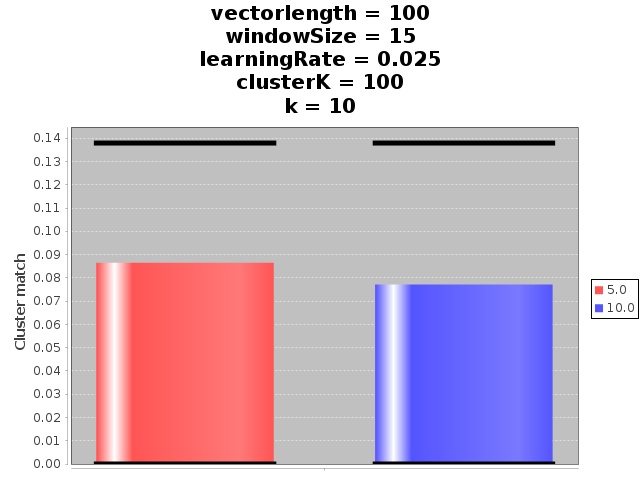 vectorlength = 100
windowSize = 15
learningRate = 0.025
clusterK = 100
k = 10
0.14
0.13
0.12
0.11
0.10
0.09
0.08
0.07
0.06
0.05
0.04
0.03
0.02
0.01
0.00
Cluster match
5.0
10.0